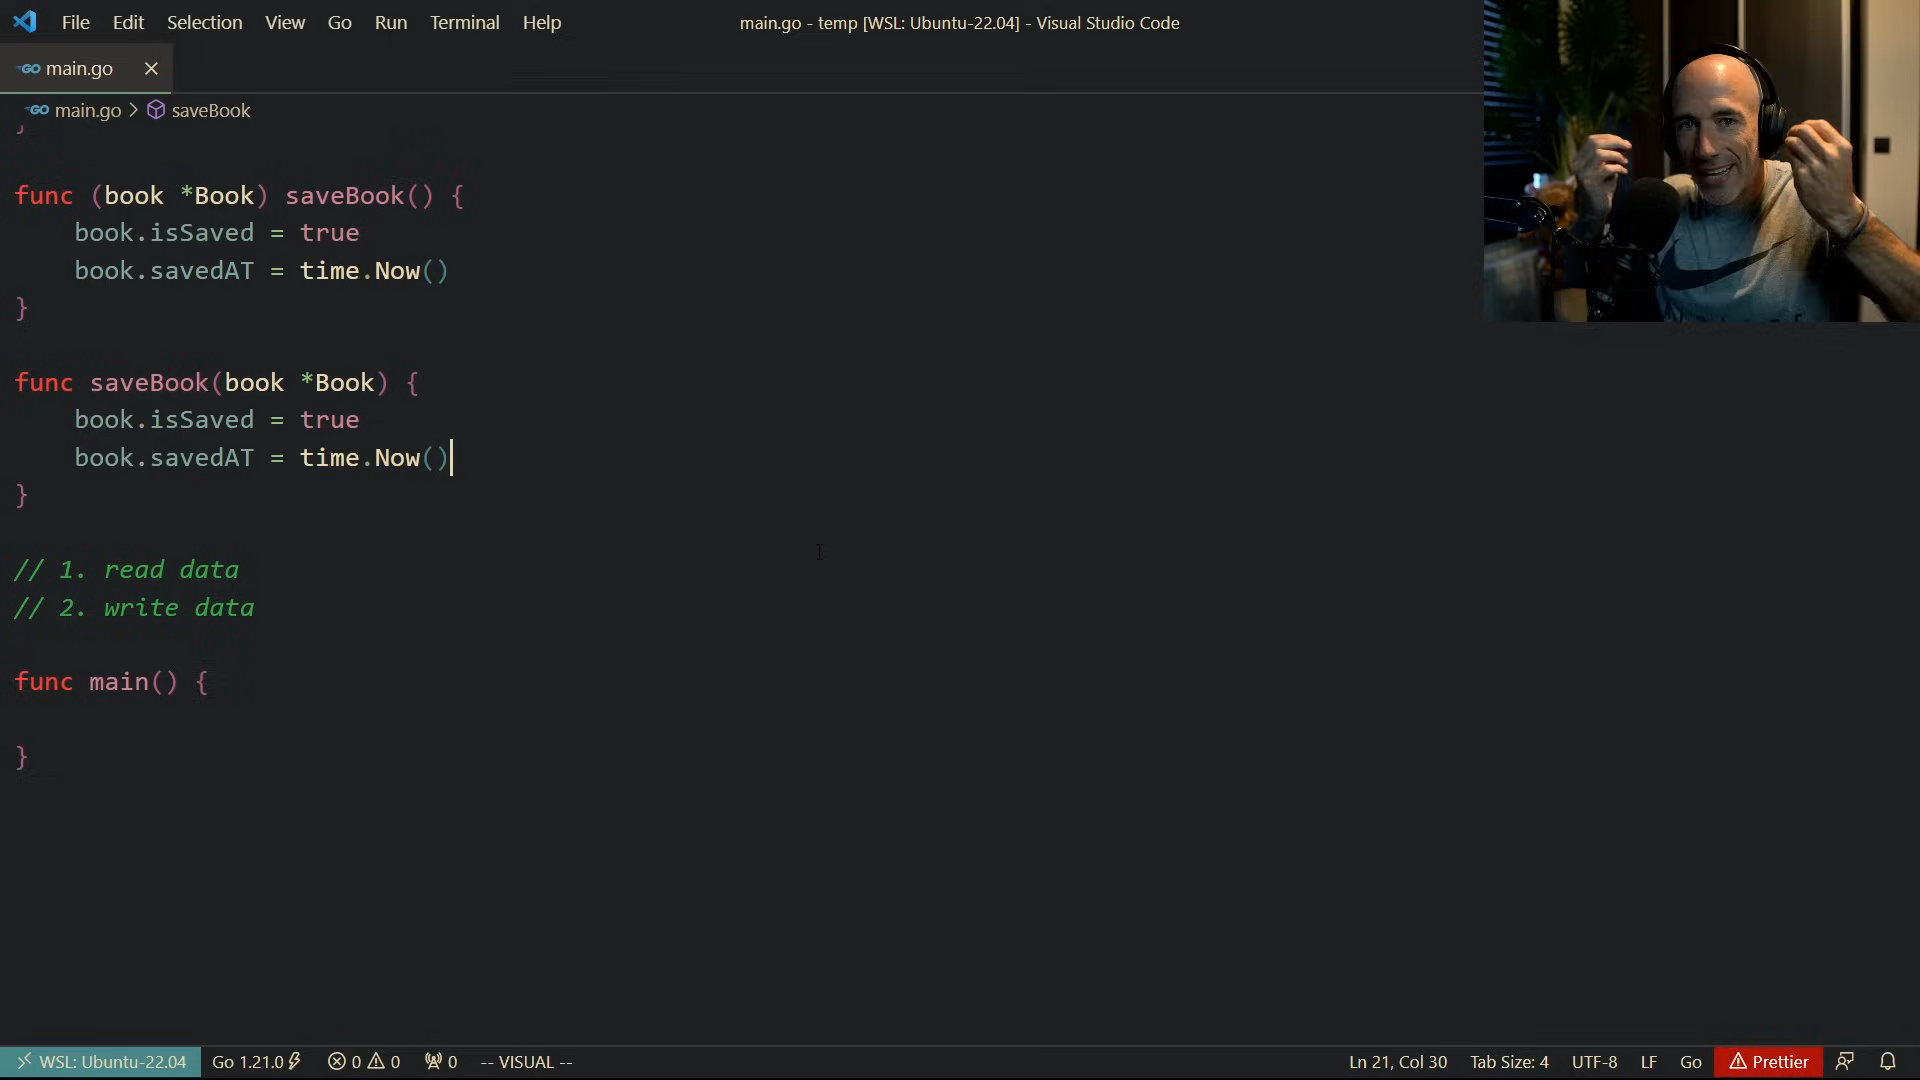 File Edit Selection View Go Run Terminal Help
main.go - temp [WSL: Ubuntu-22.04] - Visual Studio Code
GO main.go
GO main.go > saveBook
}
func (book *Book) saveBook() {
book.isSaved = true
book.savedAT = time.Now()
}
func saveBook(book *Book) {
book.isSaved = true
book.savedAT = time.Now()
}
// 1. read data
// 2. write data
func main() {
}
WSL: Ubuntu-22.04 Go 1.21.0 0 0 0 -- VISUAL -- Ln 21, Col 30 Tab Size: 4 UTF-8 LF Go Prettier